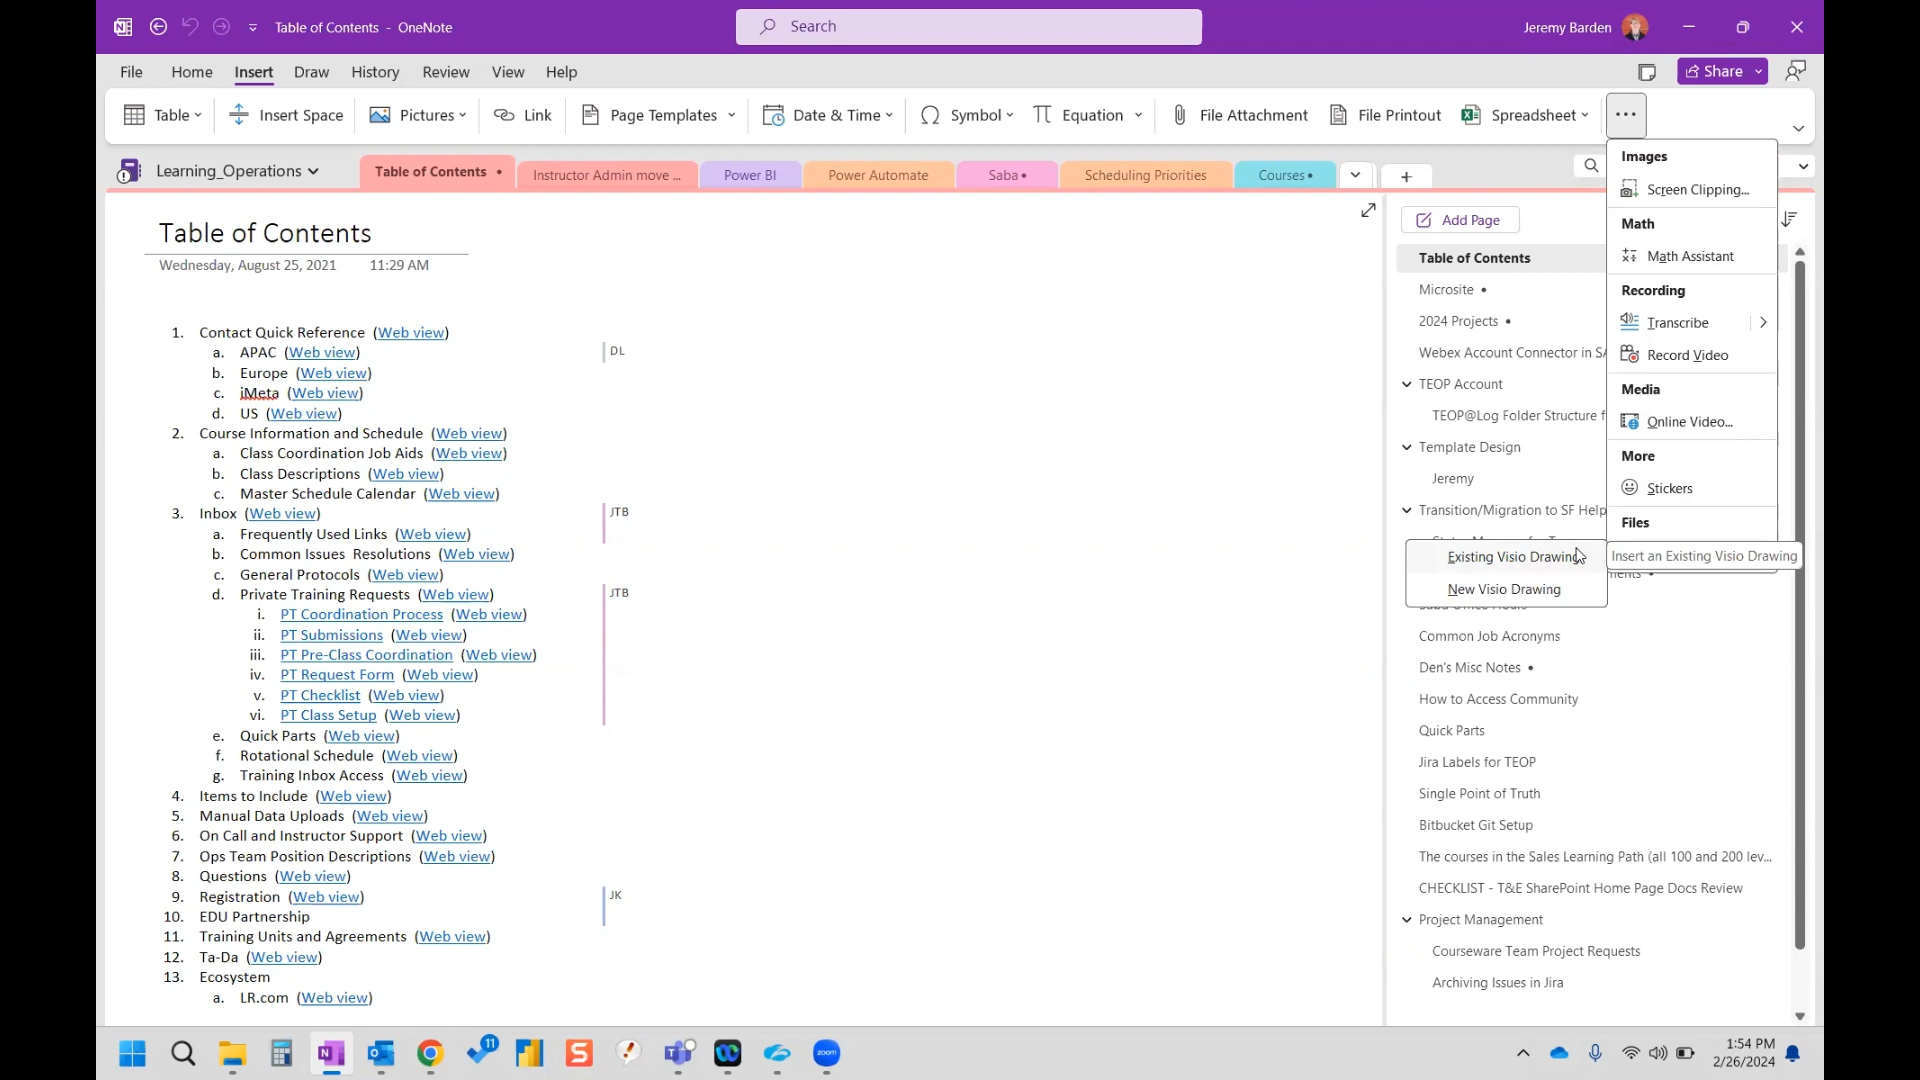 Table of Contents - OneNote
Search
Jeremy Barden
File Home Insert Draw History Review View Help
Share
Table Insert Space Pictures Link Page Templates Date & Time Symbol Equation File Attachment File Printout Spreadsheet
Learning_Operations
Table of Contents
Instructor Admin move ...
Power BI
Power Automate
Saba
Scheduling Priorities
Courses
Table of Contents
Wednesday, August 25, 2021 11:29 AM
1. Contact Quick Reference (Web view)
a. APAC (Web view)
DL
b. Europe (Web view)
c. iMeta (Web view)
d. US (Web view)
2. Course Information and Schedule (Web view)
a. Class Coordination Job Aids (Web view)
b. Class Descriptions (Web view)
c. Master Schedule Calendar (Web view)
3. Inbox (Web view)
JTB
a. Frequently Used Links (Web view)
b. Common Issues Resolutions (Web view)
c. General Protocols (Web view)
d. Private Training Requests (Web view)
JTB
i. PT Coordination Process (Web view)
ii. PT Submissions (Web view)
iii. PT Pre-Class Coordination (Web view)
iv. PT Request Form (Web view)
v. PT Checklist (Web view)
vi. PT Class Setup (Web view)
e. Quick Parts (Web view)
f. Rotational Schedule (Web view)
g. Training Inbox Access (Web view)
4. Items to Include (Web view)
5. Manual Data Uploads (Web view)
6. On Call and Instructor Support (Web view)
7. Ops Team Position Descriptions (Web view)
8. Questions (Web view)
9. Registration (Web view)
JK
10. EDU Partnership
11. Training Units and Agreements (Web view)
12. Ta-Da (Web view)
13. Ecosystem
a. LR.com (Web view)
Add Page
Table of Contents
Microsite
2024 Projects
Webex Account Connector in SA
TEOP Account
TEOP@Log Folder Structure f
Template Design
Jeremy
Transition/Migration to SF Help
Existing Visio Drawing
New Visio Drawing
Common Job Acronyms
Den's Misc Notes
How to Access Community
Quick Parts
Jira Labels for TEOP
Single Point of Truth
Bitbucket Git Setup
The courses in the Sales Learning Path (all 100 and 200 lev...
CHECKLIST - T&E SharePoint Home Page Docs Review
Project Management
Courseware Team Project Requests
Archiving Issues in Jira
Images
Screen Clipping...
Math
Math Assistant
Recording
Transcribe
Record Video
Media
Online Video...
More
Stickers
Files
Insert an Existing Visio Drawing
11
zoom
1:54 PM
2/26/2024